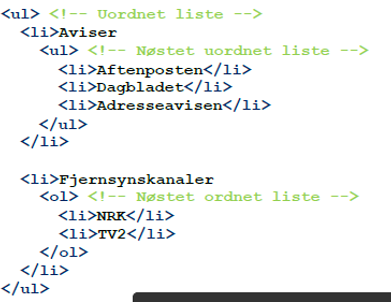 <ul> <!-- Uordnet liste -->
<li>Aviser
<ul> <!-- Nøstet uordnet liste -->
<li>Aftenposten</li>
<li>Dagbladet</li>
<li>Adresseavisen</li>
</ul>
</li>
<li>Fjernsynskanaler
<ol> <!-- Nøstet ordnet liste -->
<li>NRK</li>
<li>TV2</li>
</ol>
</li>
</ul>